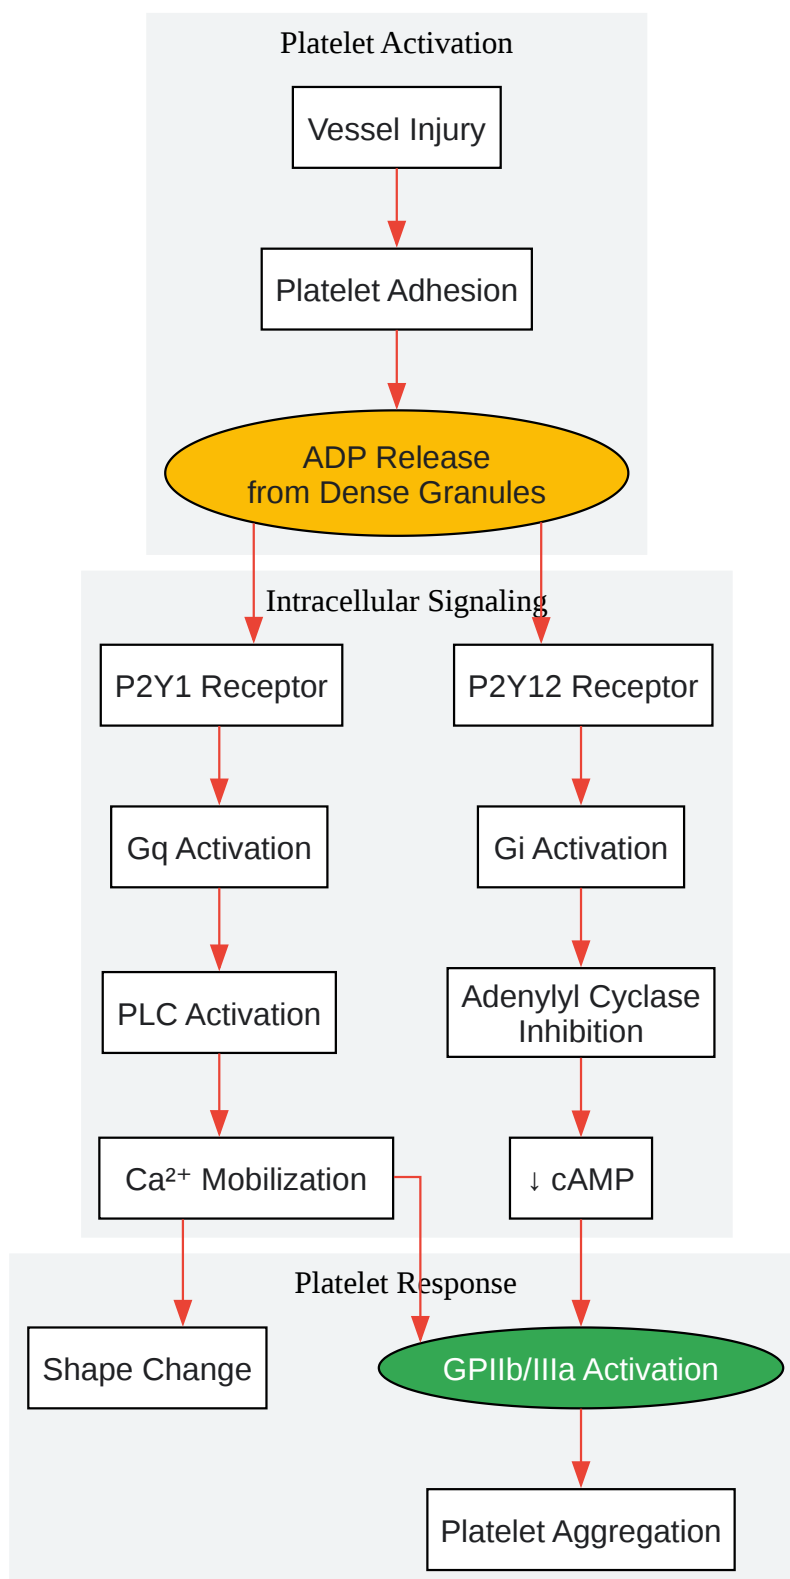 Platelet Activation
Vessel Injury
Platelet Adhesion
ADP Release
from Dense Granules
Intracellular Signaling
P2Y1 Receptor
P2Y12 Receptor
Gq Activation
Gi Activation
PLC Activation
Adenylyl Cyclase
Inhibition
Ca²⁺ Mobilization
↓ cAMP
Platelet Response
Shape Change
GPIIb/IIIa Activation
Platelet Aggregation